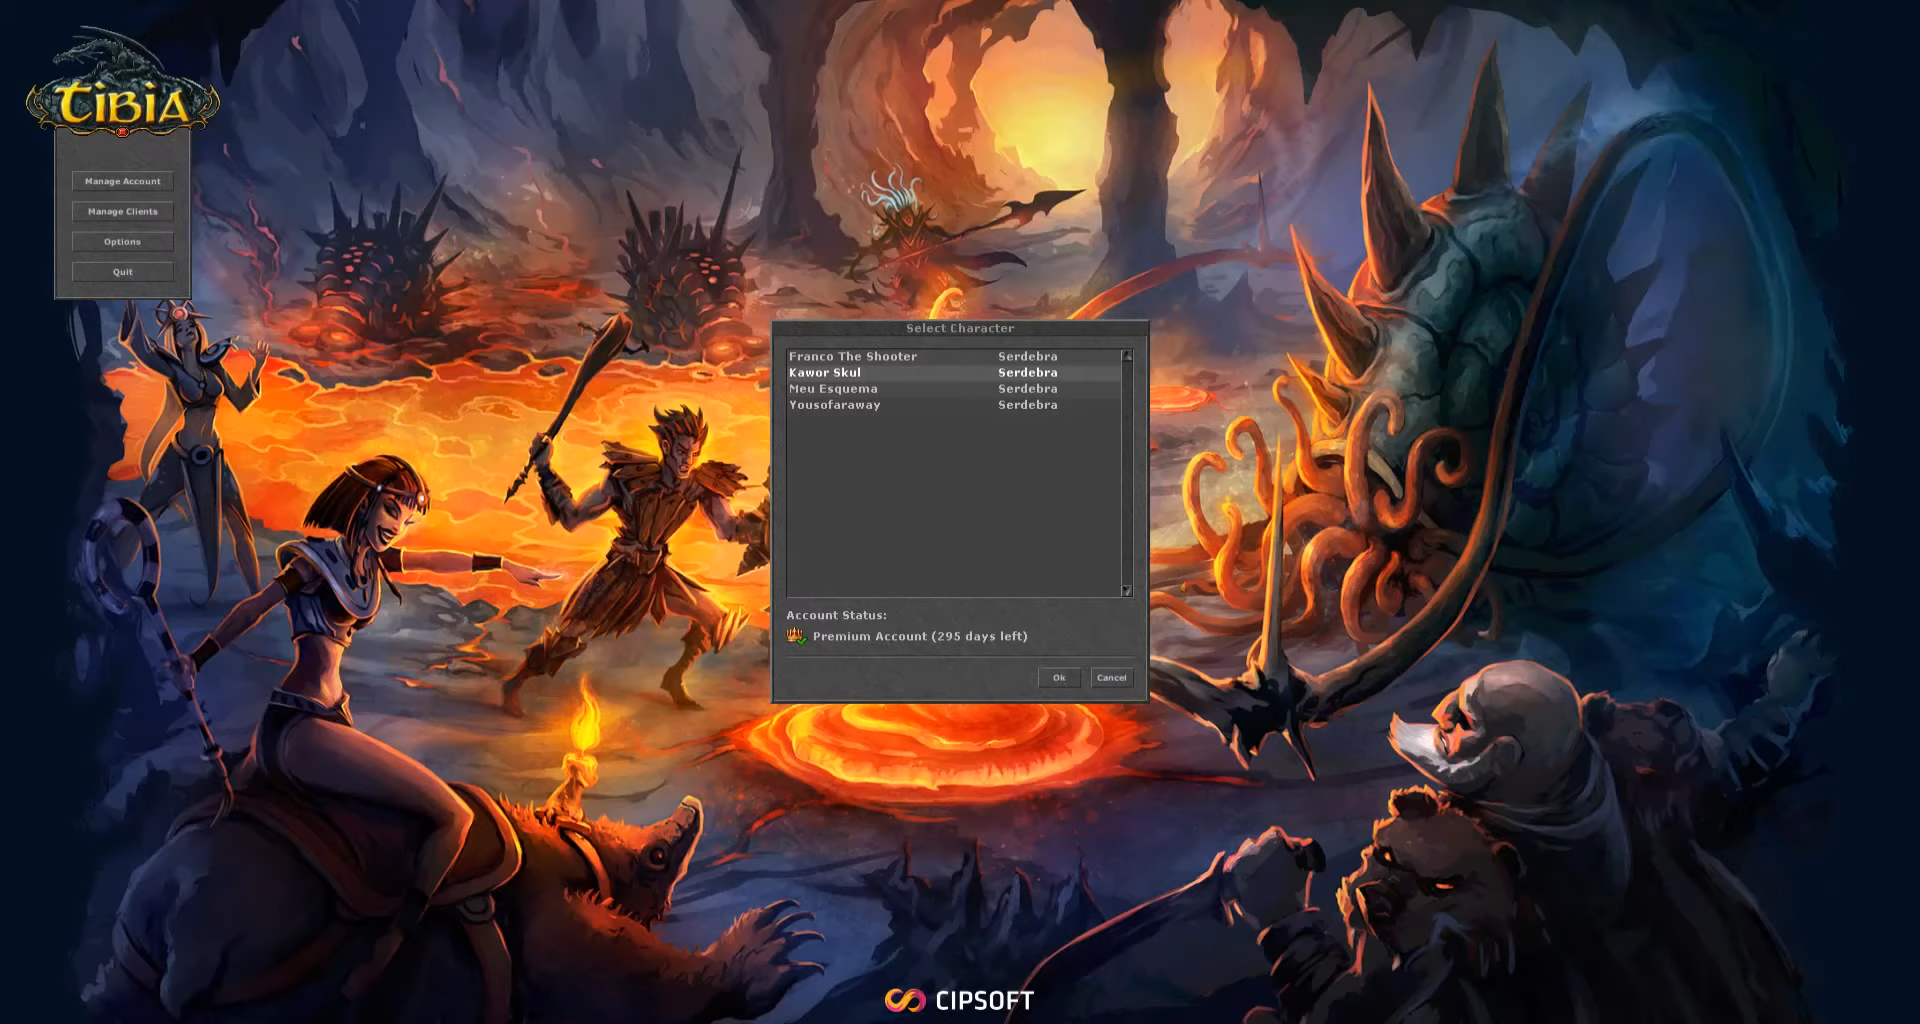 TIBIA
Manage Account
Manage Clients
Options
Quit
Select Character
Franco The Shooter Serdebra
Kawor Skul Serdebra
Meu Esquema Serdebra
Yousofaraway Serdebra
Account Status:
Premium Account (295 days left)
Ok Cancel
CIPSOFT